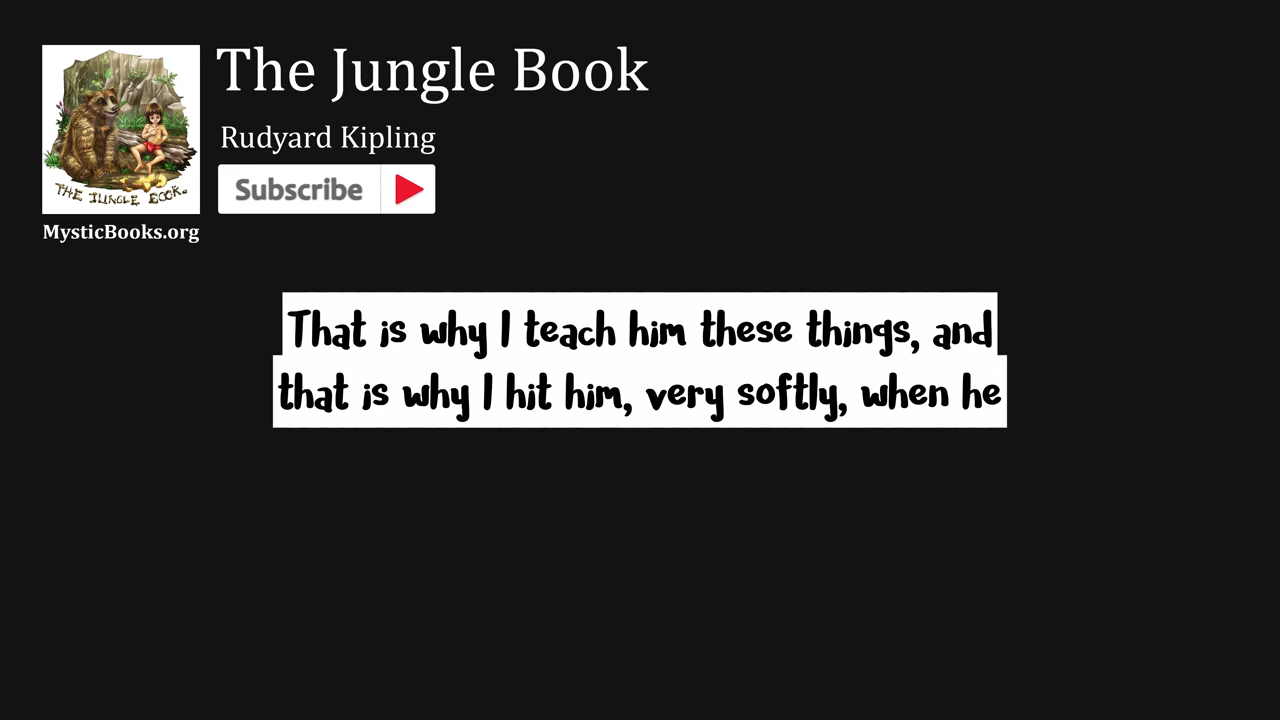 The Jungle Book
Rudyard Kipling
Subscribe
THE JUNGLE BOOK.
MysticBooks.org
That is why I teach him these things, and
that is why I hit him, very softly, when he